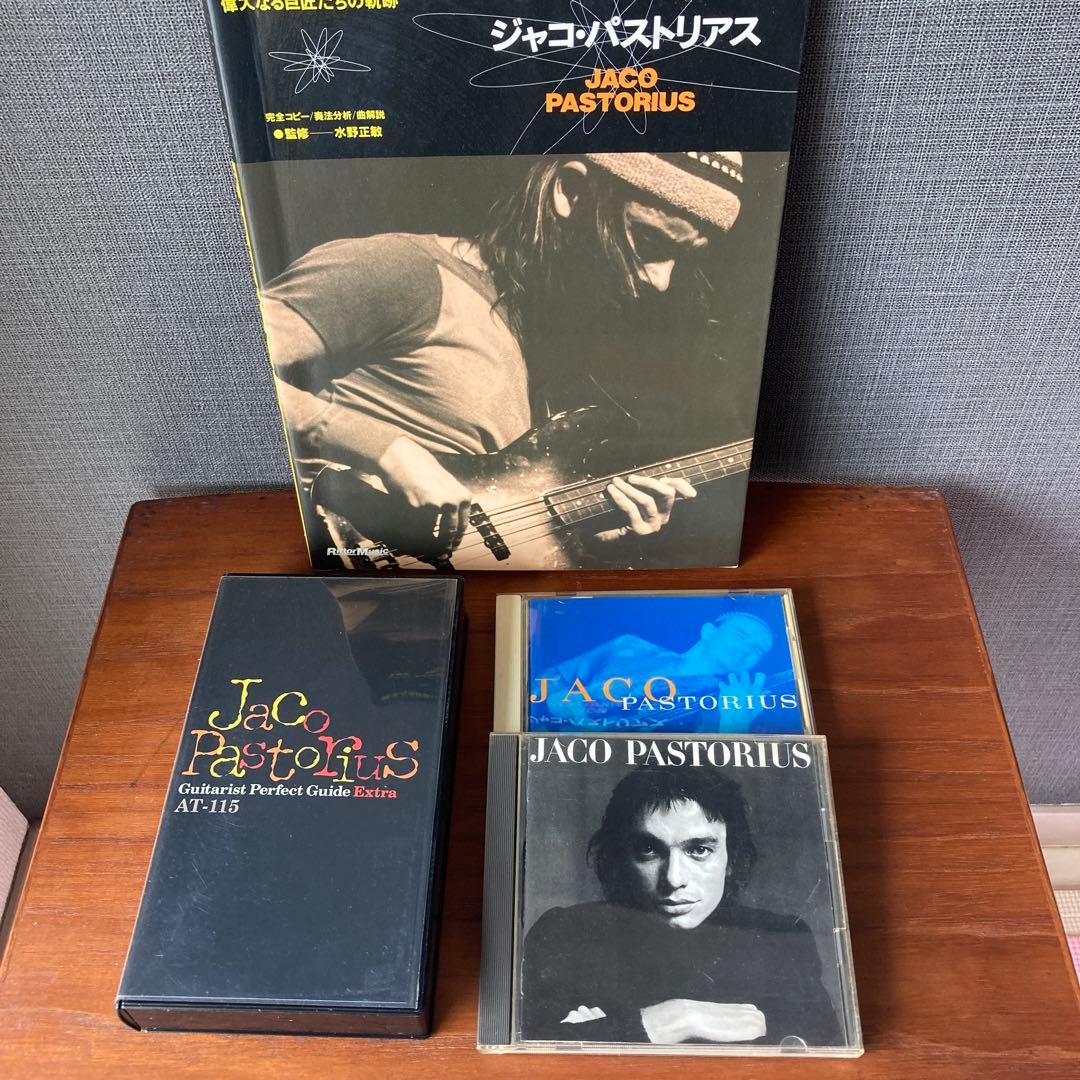 偉大なる巨匠たちの軌跡
ジャコ・パストリアス
JACO
PASTORIUS
完全コピー/奏法分析/曲解説
●監修——水野正敏
Rittor Music
Jaco
Pastorius
Guitarist Perfect Guide Extra
AT-115
JACO
PASTORIUS
JACO PASTORIUS